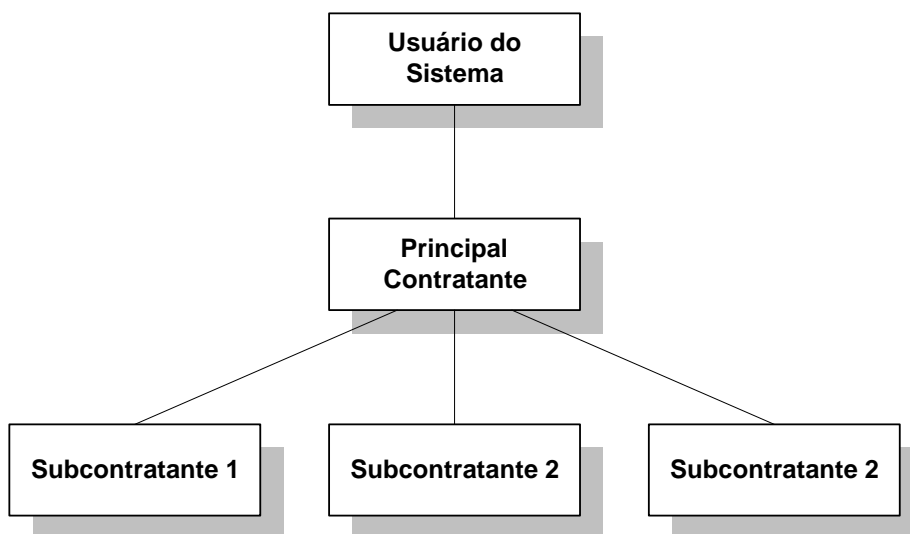 Usuário do
Sistema
Principal
Contratante
Subcontratante 1
Subcontratante 2
Subcontratante 2